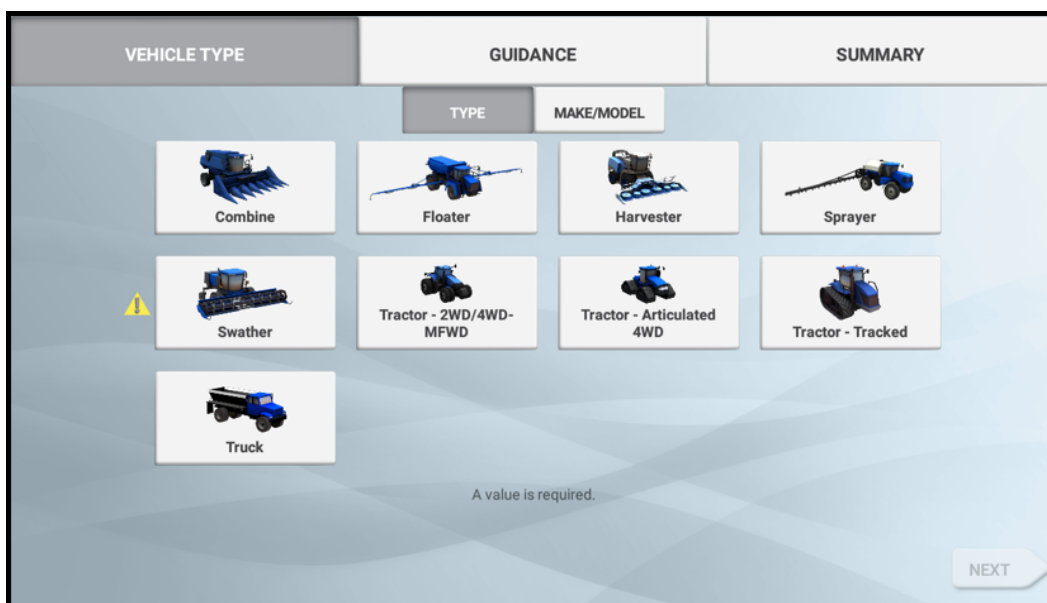 VEHICLE TYPE
GUIDANCE
SUMMARY
TYPE
MAKE/MODEL
Combine
Floater
Harvester
Sprayer
Swather
Tractor - 2WD/4WD-
MFWD
Tractor - Articulated
4WD
Tractor - Tracked
Truck
A value is required.
NEXT